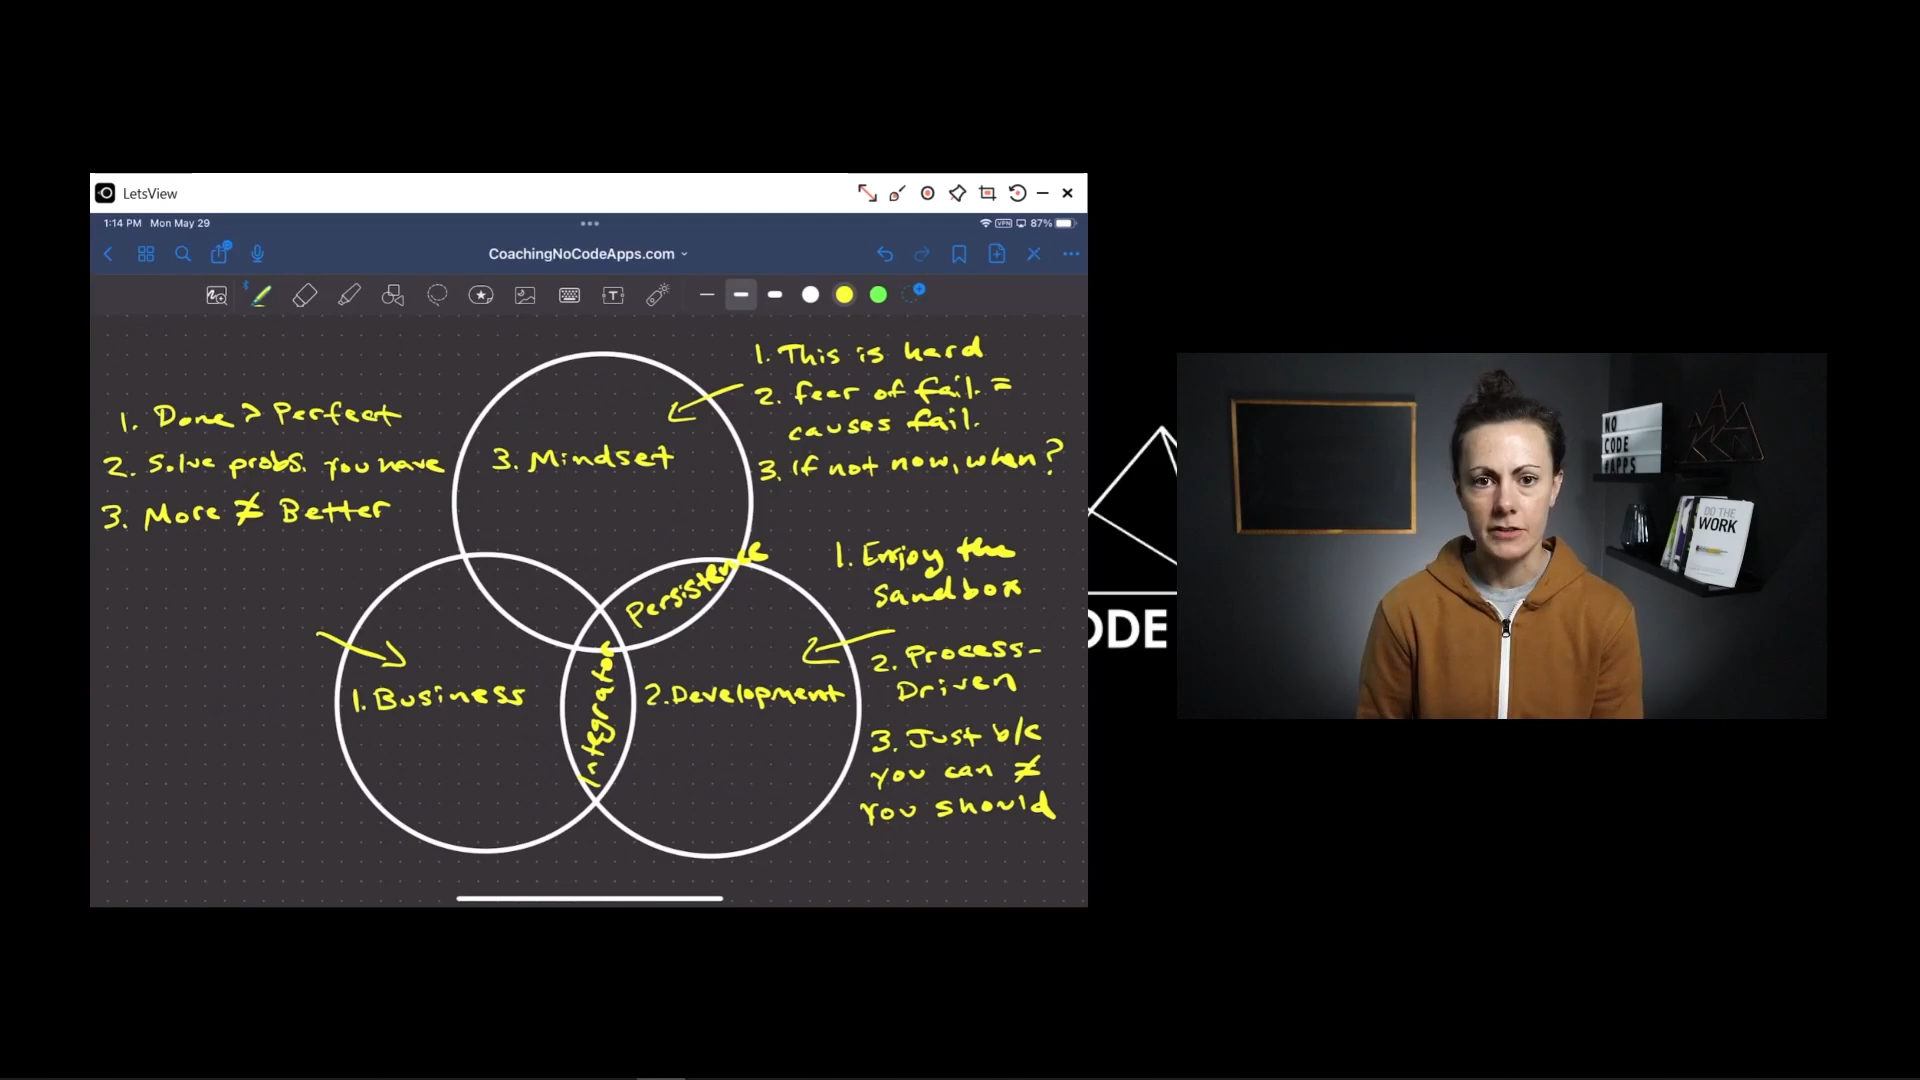 LetsView
1:14 PM Mon May 29
VPN 87%
CoachingNoCodeApps.com
T
1. Done > Perfect
2. Solve probs. you have
3. More ≠ Better
1. This is hard
2. fear of fail. =
causes fail.
3. if not now, when?
3. Mindset
Persistence
1. Enjoy the
Sandbox
2. Process-
Driven
3. Just b/c
you can ≠
you should
1. Business
Integrator
2. Development
ODE
NO
CODE
APPS
DO THE
WORK